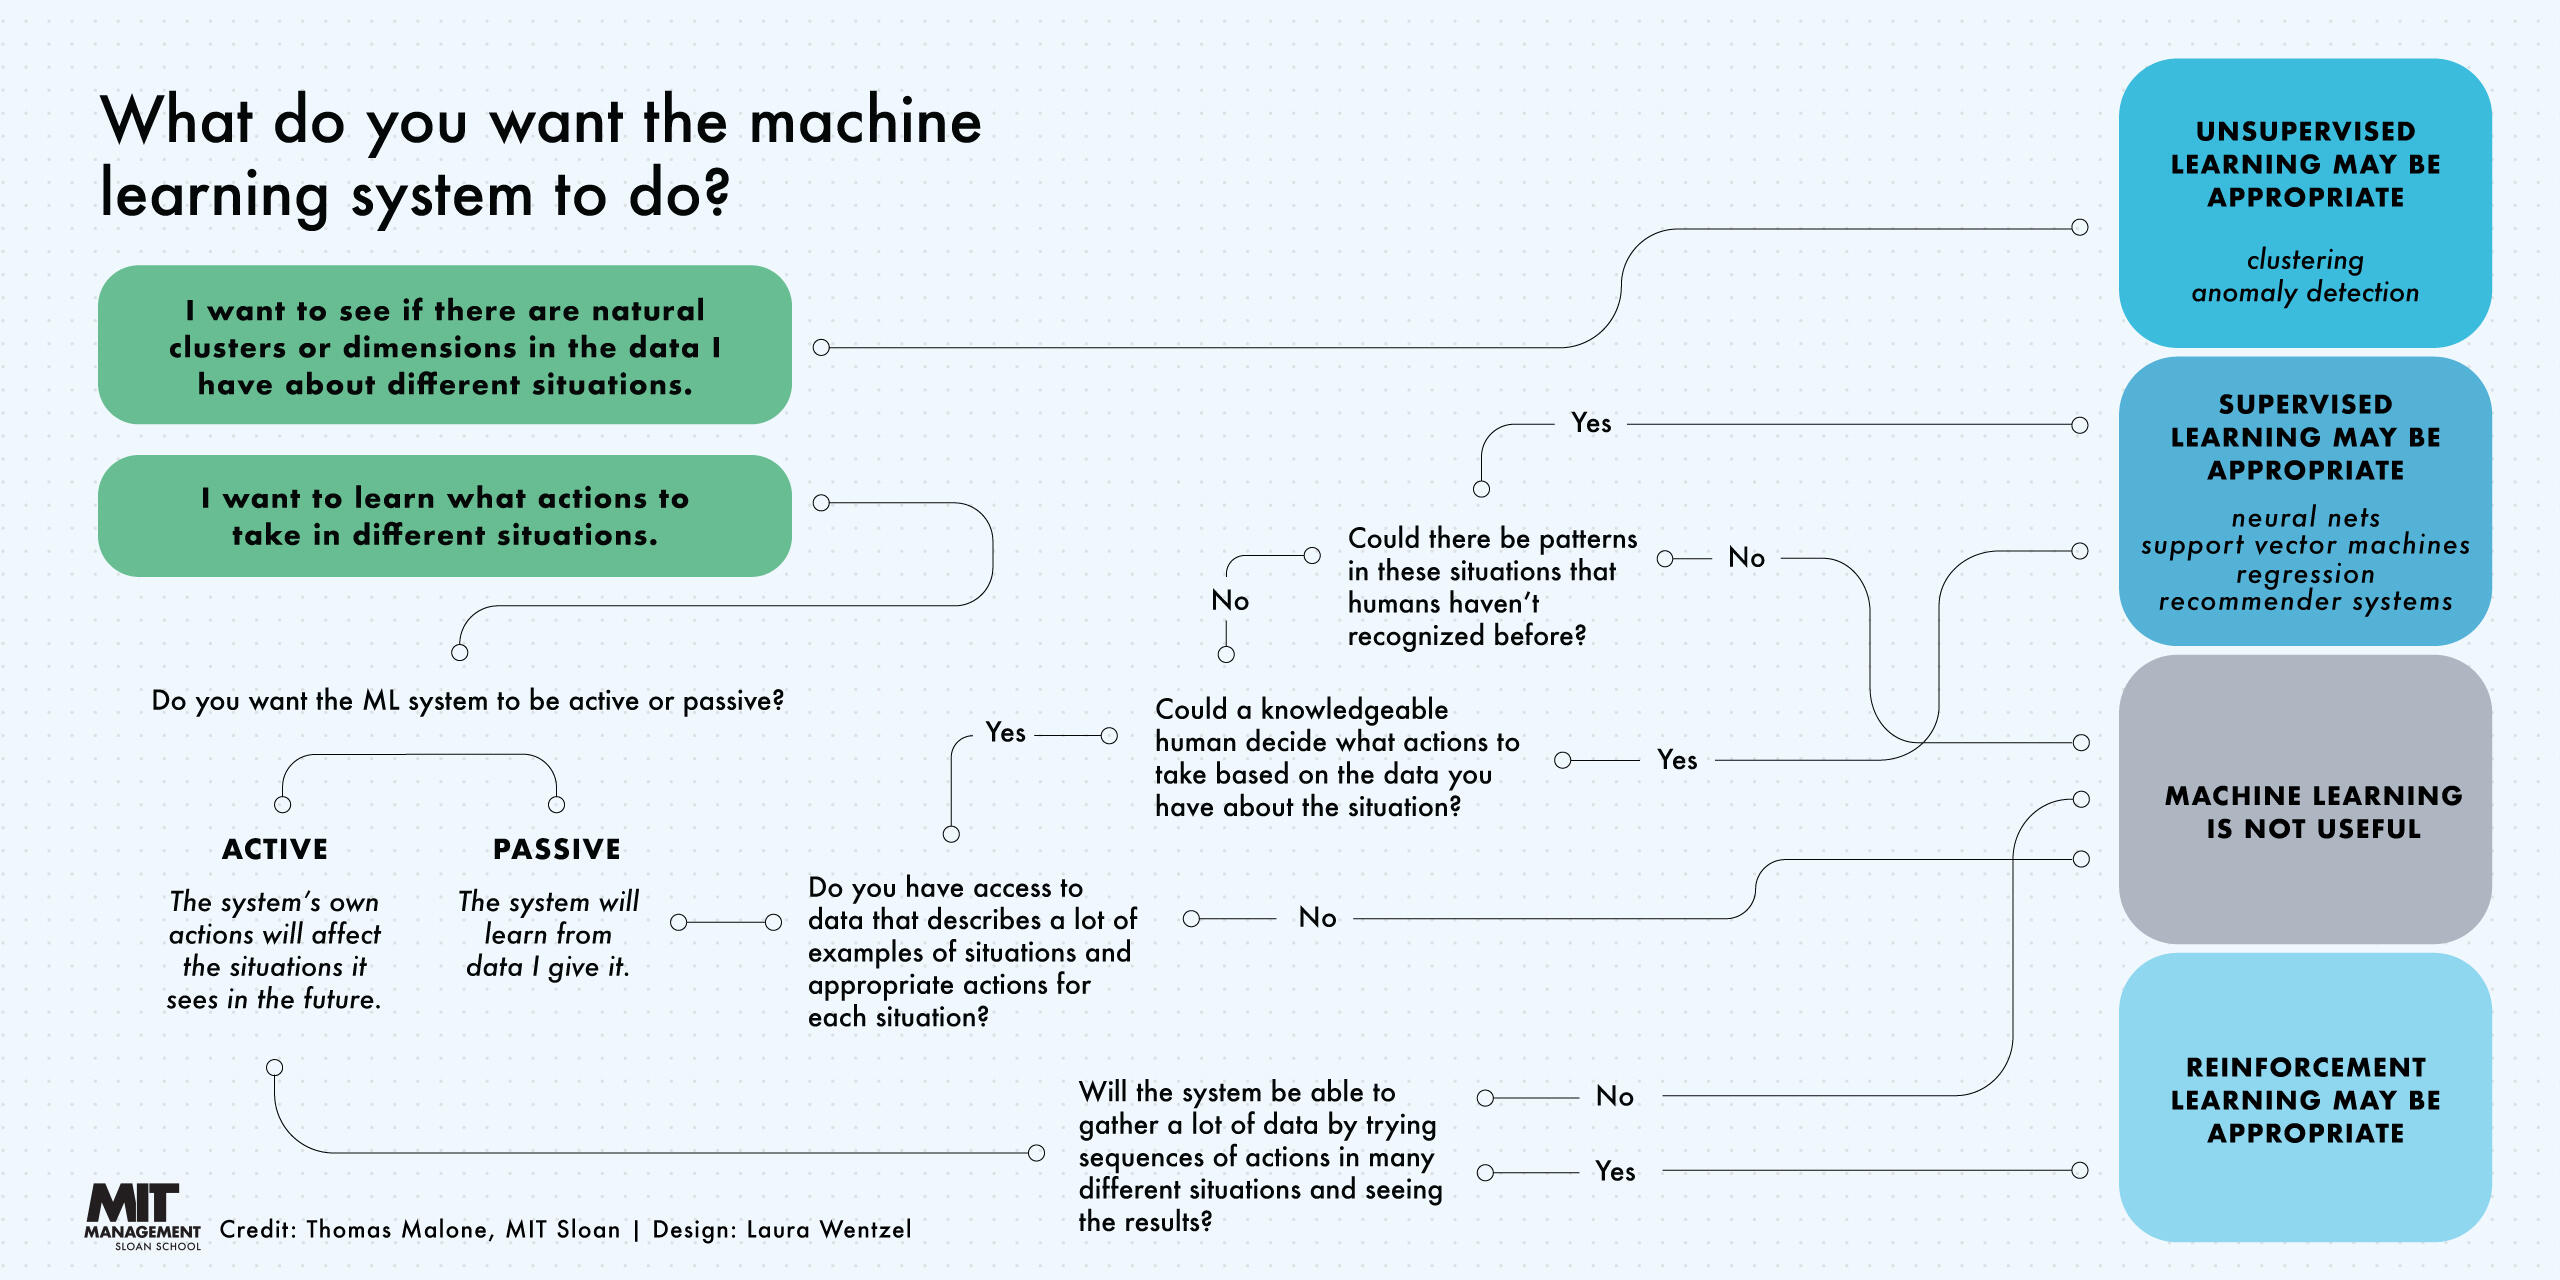 What do you want the machine
learning system to do?
I want to see if there are natural
clusters or dimensions in the data I
have about different situations.
I want to learn what actions to
take in different situations.
Do you want the ML system to be active or passive?
ACTIVE
The system's own
actions will affect
the situations it
sees in the future.
PASSIVE
The system will
learn from
data I give it.
Do you have access to
data that describes a lot of
examples of situations and
appropriate actions for
each situation?
Yes
No
Could a knowledgeable
human decide what actions to
take based on the data you
have about the situation?
No
Yes
Could there be patterns
in these situations that
humans haven't
recognized before?
Yes
No
Will the system be able to
gather a lot of data by trying
sequences of actions in many
different situations and seeing
the results?
No
Yes
UNSUPERVISED
LEARNING MAY BE
APPROPRIATE
clustering
anomaly detection
SUPERVISED
LEARNING MAY BE
APPROPRIATE
neural nets
support vector machines
regression
recommender systems
MACHINE LEARNING
IS NOT USEFUL
REINFORCEMENT
LEARNING MAY BE
APPROPRIATE
MIT
MANAGEMENT
SLOAN SCHOOL
Credit: Thomas Malone, MIT Sloan | Design: Laura Wentzel